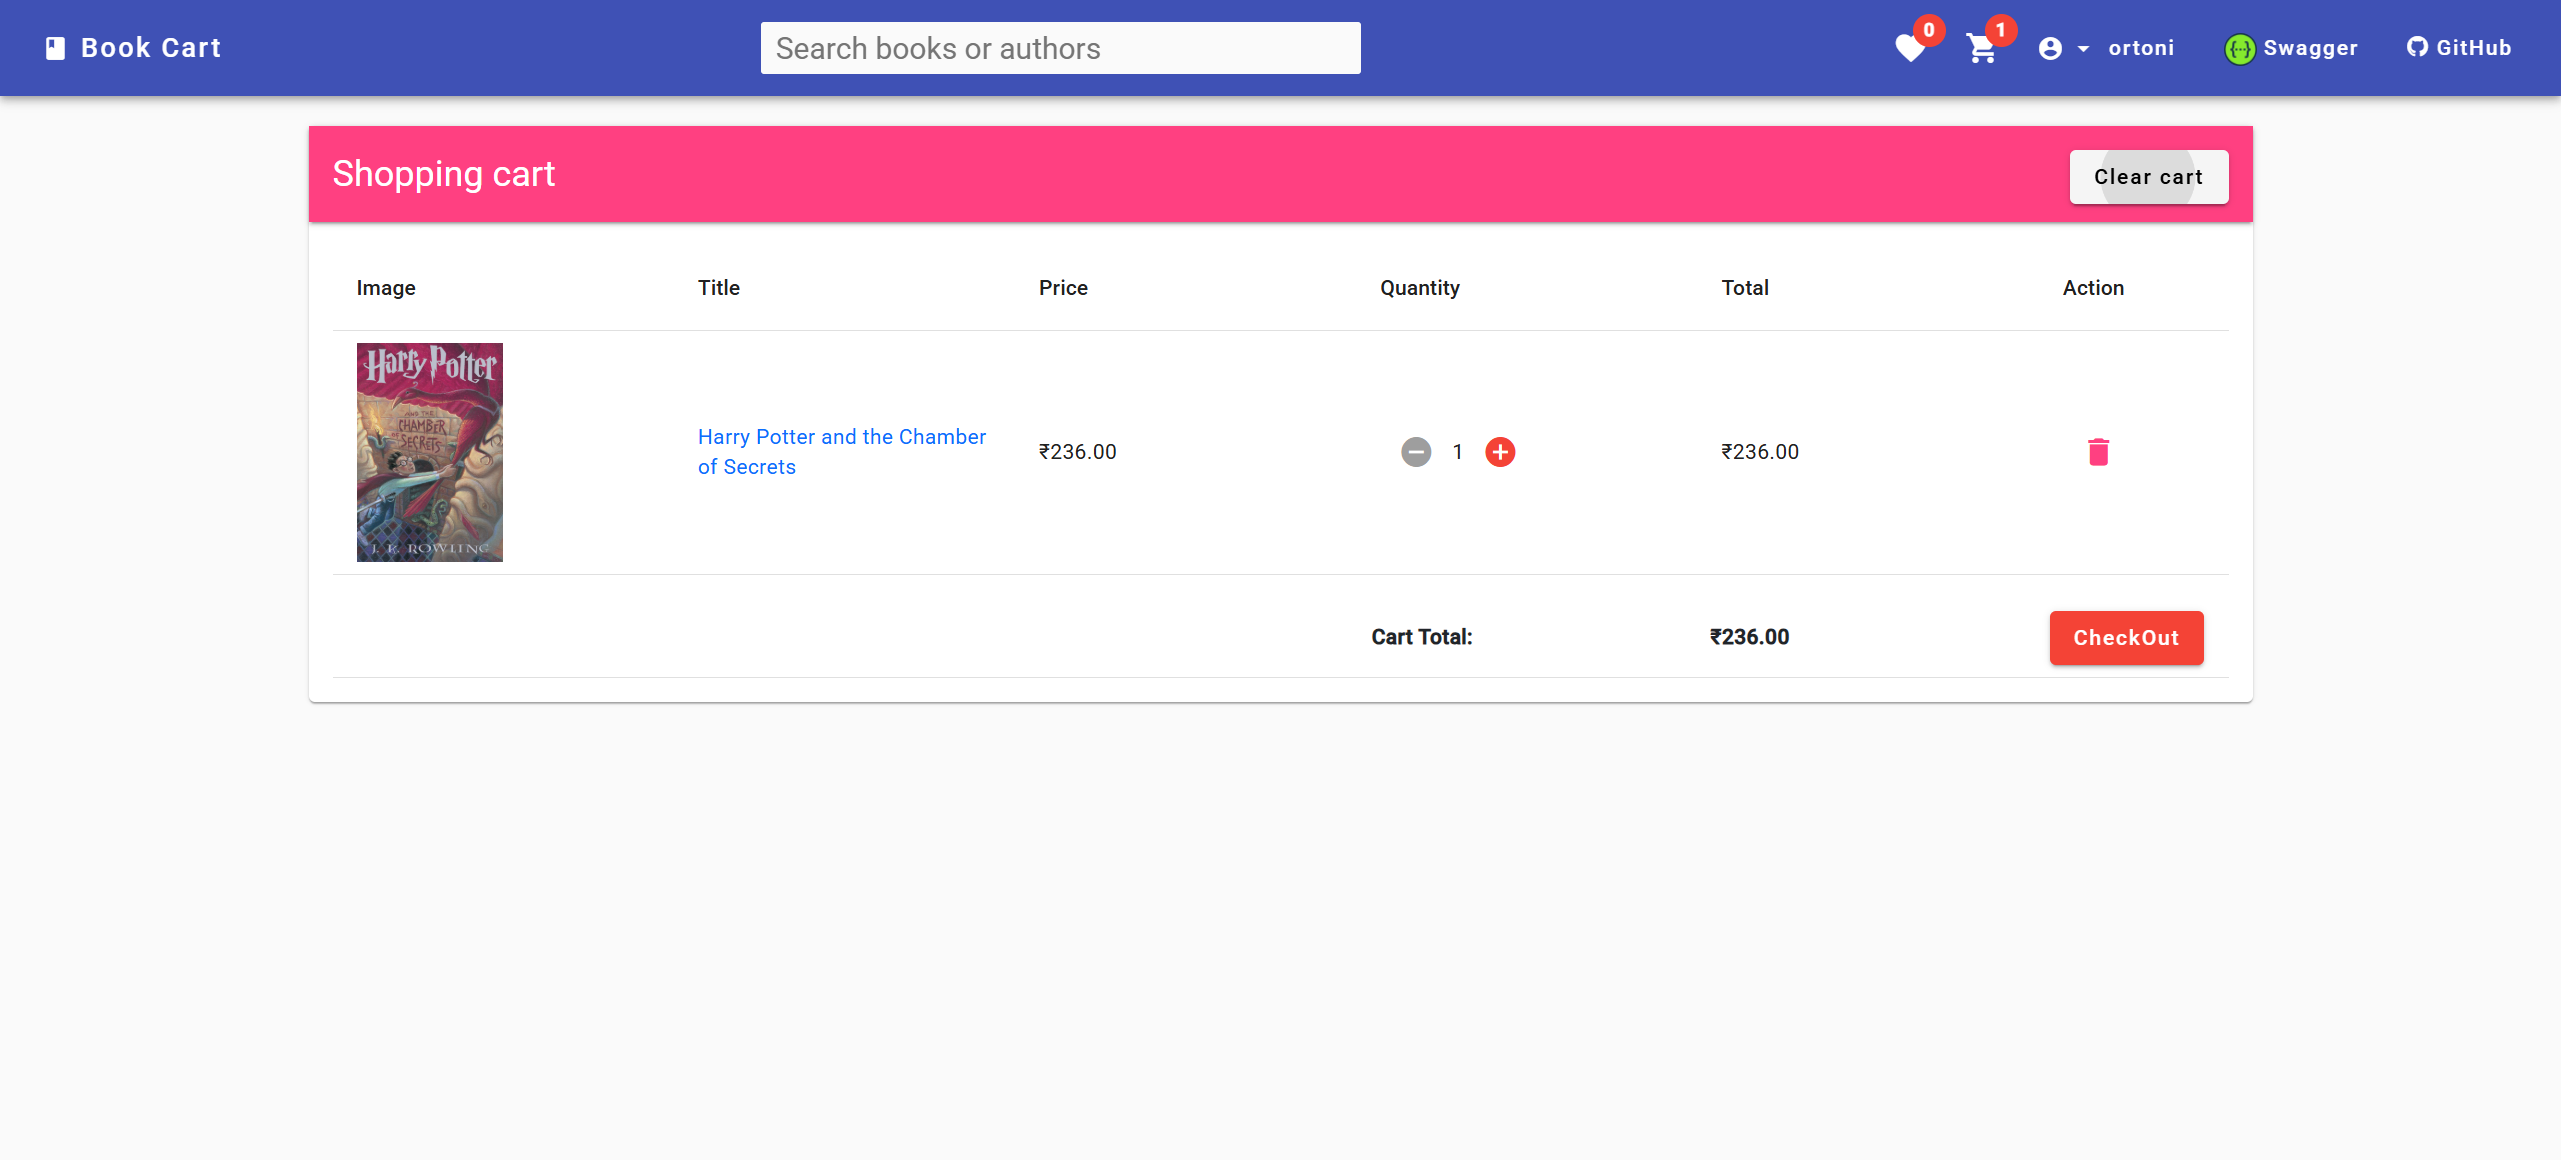 Book Cart
Search books or authors
0
1
ortoni
Swagger
GitHub
Shopping cart
Clear cart
Image Title Price Quantity Total Action
Harry Potter
AND THE
CHAMBER
OF SECRETS
J. K. ROWLING
Harry Potter and the Chamber
of Secrets
₹236.00
1
₹236.00
Cart Total: ₹236.00 CheckOut